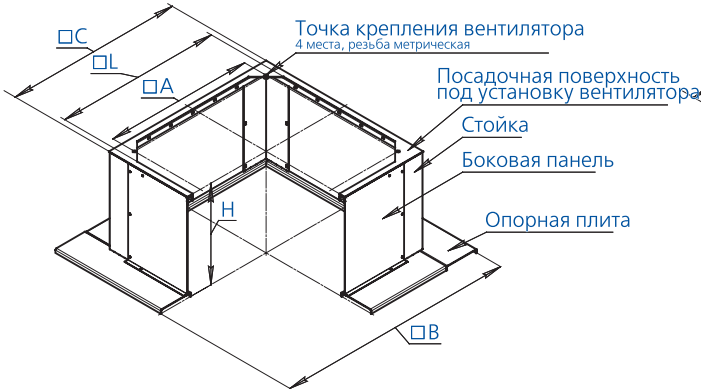 □C
Точка крепления вентилятора
4 места, резьба метрическая
□L
□A
Посадочная поверхность
под установку вентилятора
Стойка
Боковая панель
H
Опорная плита
□B